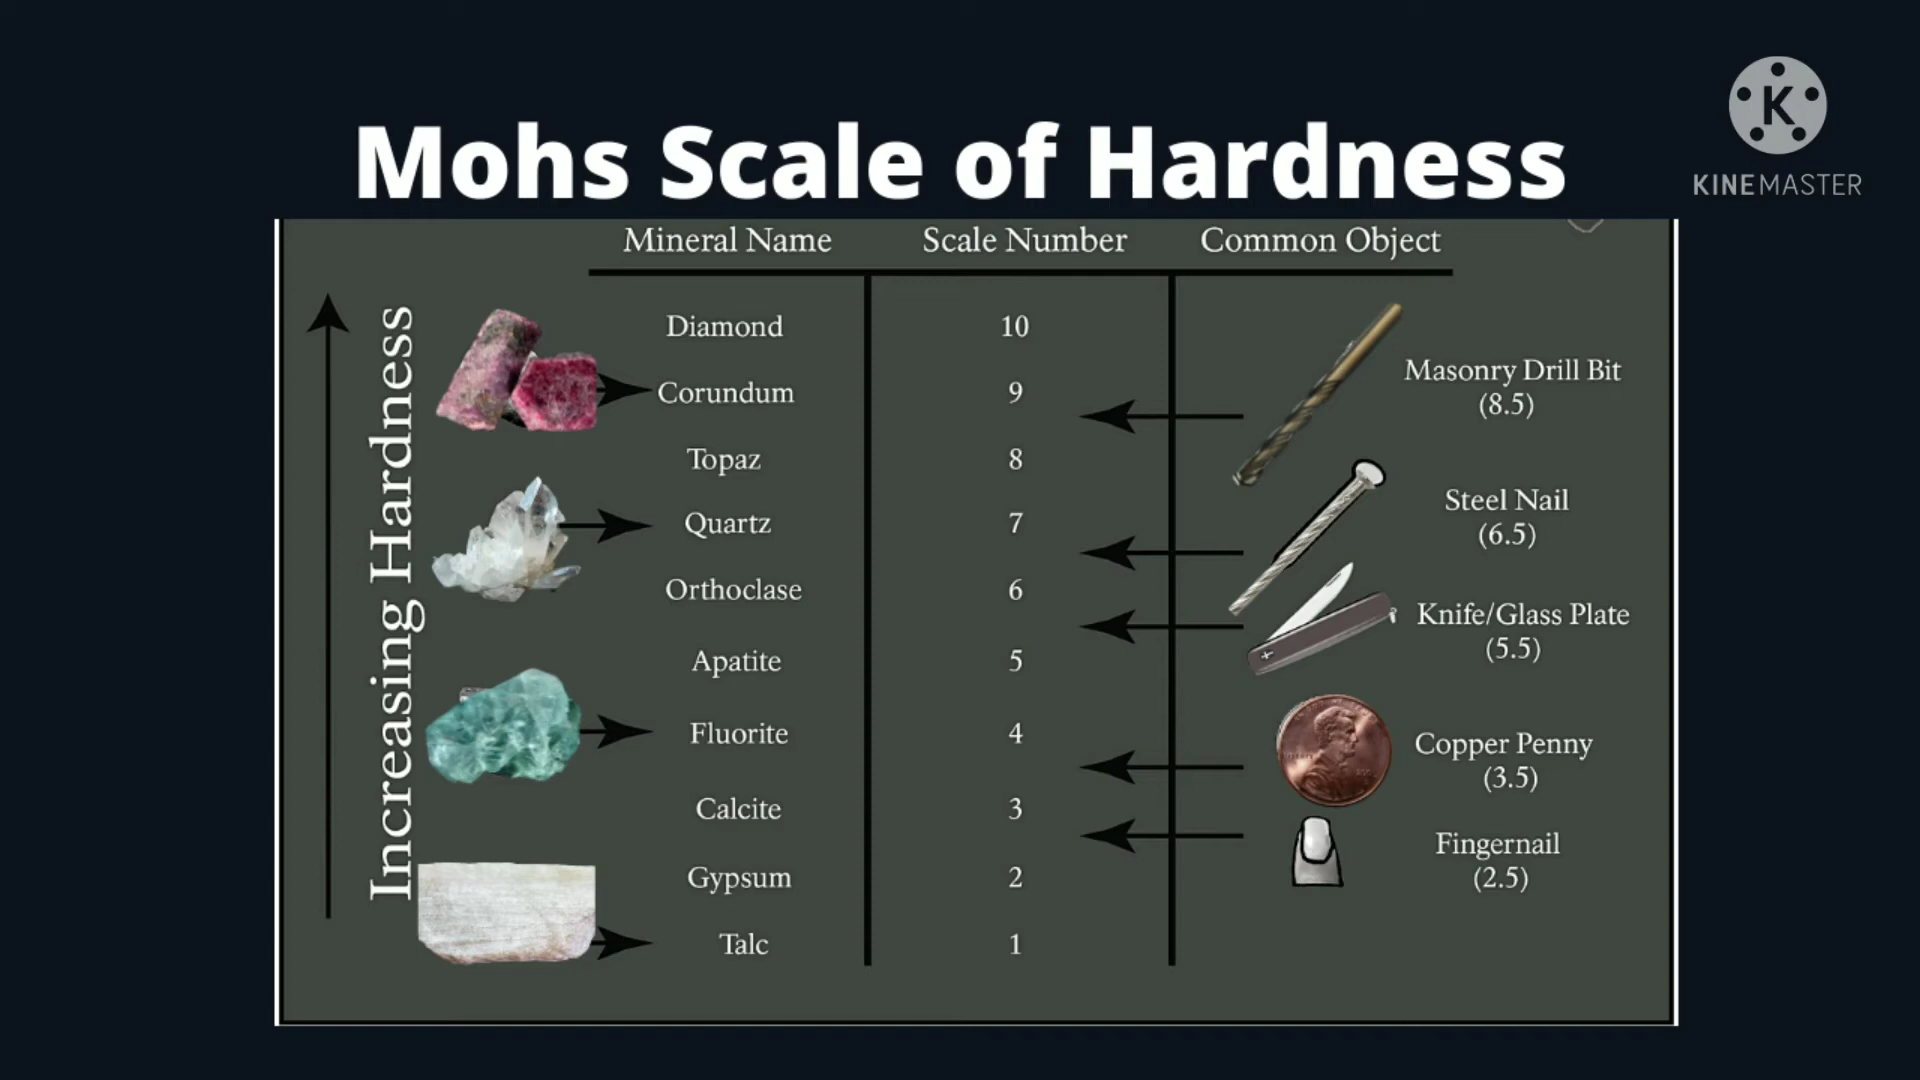 Mohs Scale of Hardness
K
KINEMASTER
Mineral Name Scale Number Common Object
Increasing Hardness
Diamond 10
Masonry Drill Bit
(8.5)
Corundum 9
Topaz 8
Steel Nail
(6.5)
Quartz 7
Orthoclase 6
Knife/Glass Plate
(5.5)
Apatite 5
Fluorite 4
Copper Penny
(3.5)
Calcite 3
Fingernail
(2.5)
Gypsum 2
Talc 1